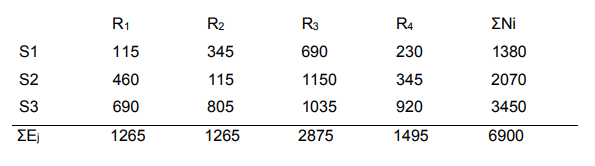 R₁ R₂ R₃ R₄ ΣNi
S1 115 345 690 230 1380
S2 460 115 1150 345 2070
S3 690 805 1035 920 3450
ΣEⱼ 1265 1265 2875 1495 6900